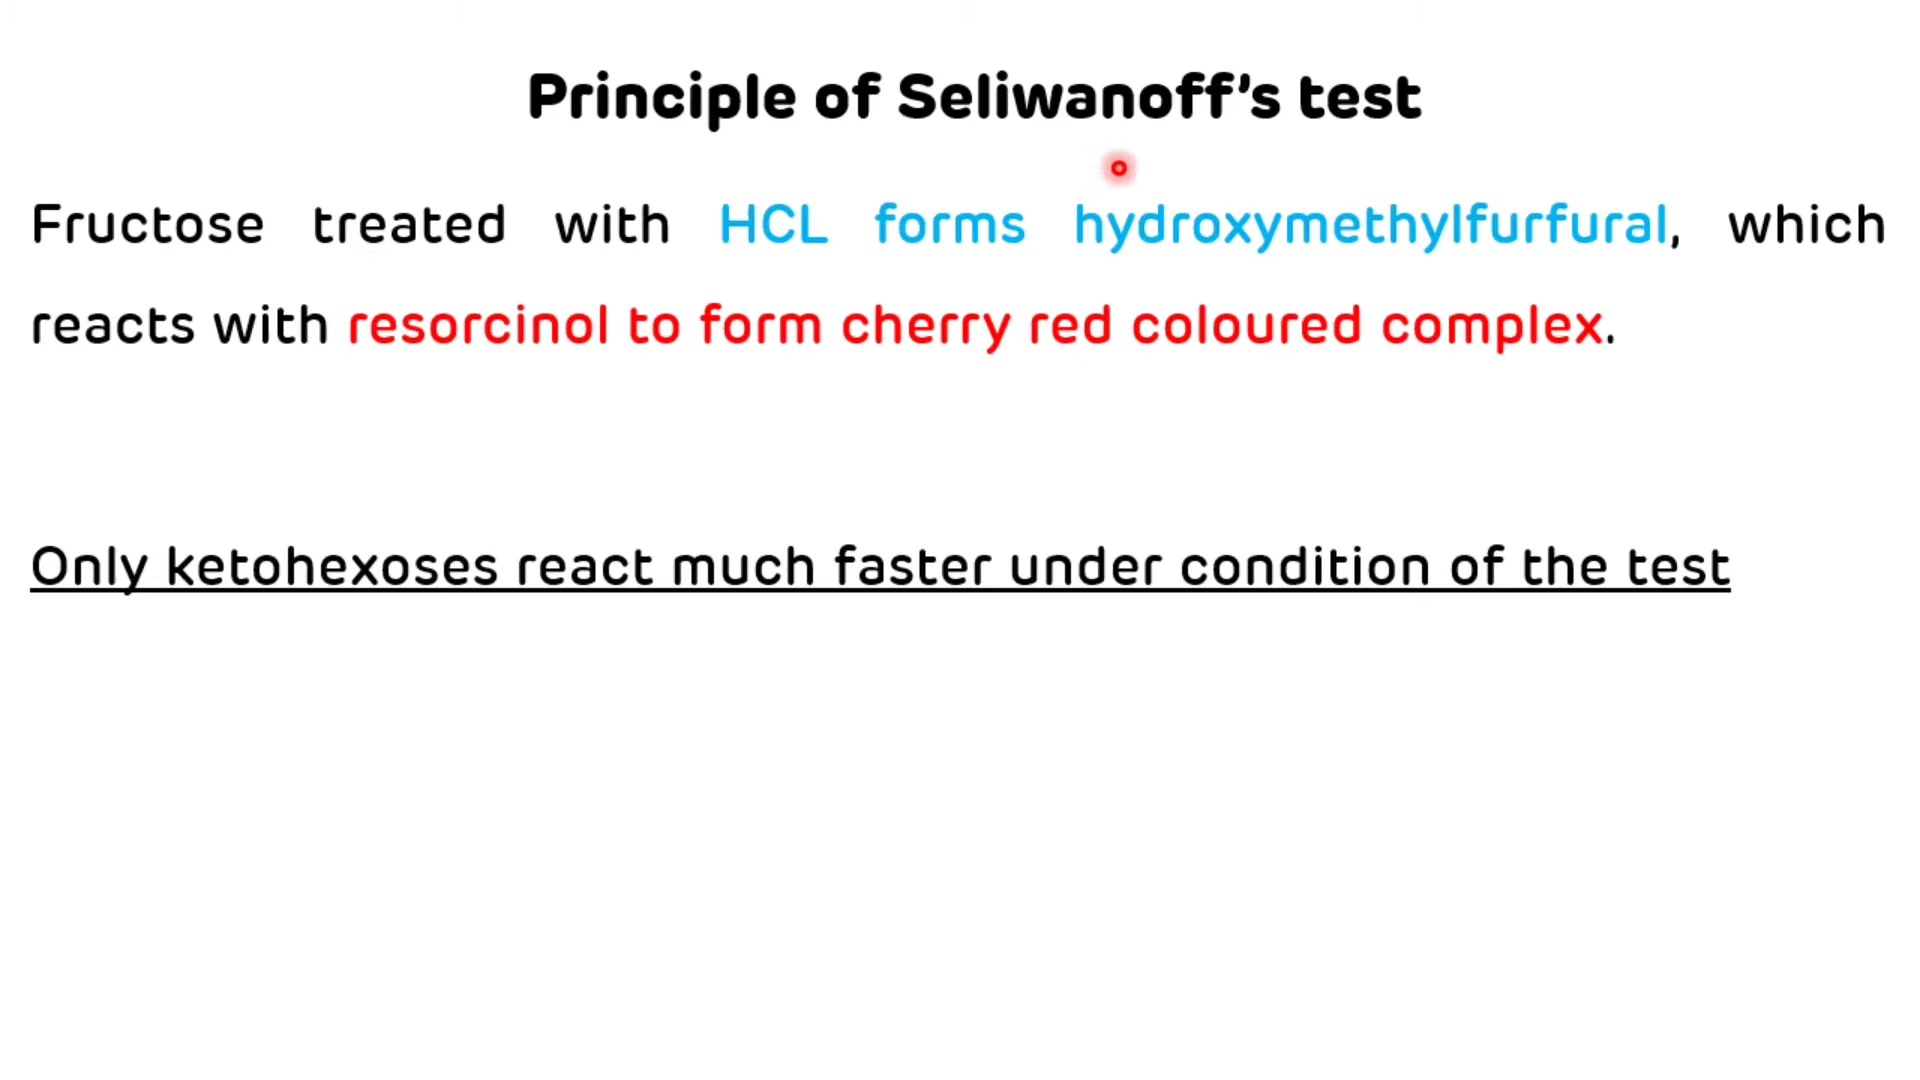 Principle of Seliwanoff’s test
Fructose treated with HCL forms hydroxymethylfurfural, which
reacts with resorcinol to form cherry red coloured complex.
Only ketohexoses react much faster under condition of the test